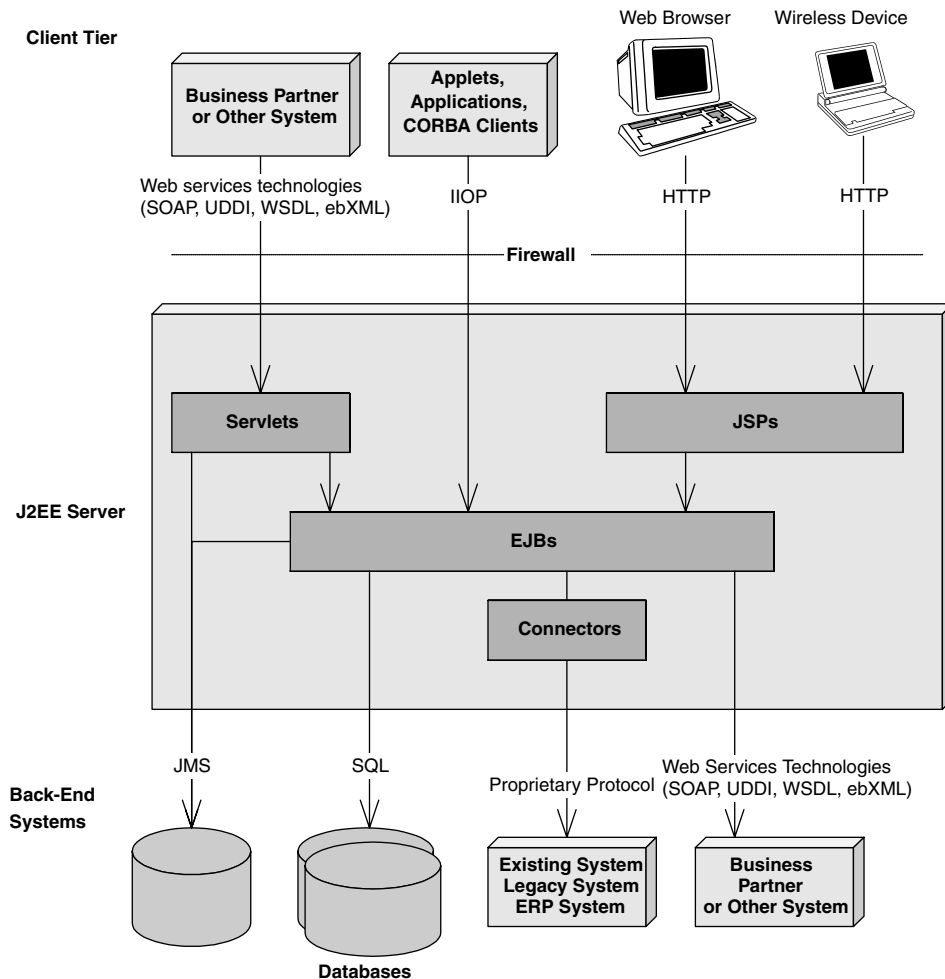 Web Browser
Wireless Device
Client Tier
Business Partner
or Other System
Applets,
Applications,
CORBA Clients
Web services technologies
(SOAP, UDDI, WSDL, ebXML)
IIOP
HTTP
HTTP
Firewall
Servlets
JSPs
J2EE Server
EJBs
Connectors
JMS
SQL
Proprietary Protocol
Web Services Technologies
(SOAP, UDDI, WSDL, ebXML)
Back-End
Systems
Existing System
Legacy System
ERP System
Business
Partner
or Other System
Databases